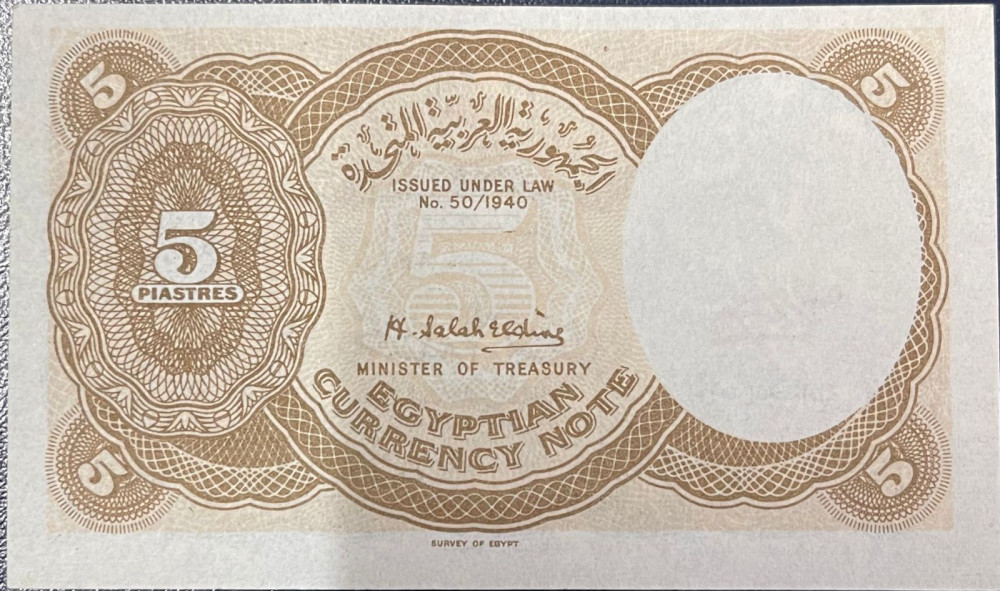 5
5
الجمهورية العربية المتحدة
ISSUED UNDER LAW
No. 50/1940
5
5
PIASTRES
H. Salah Eldine
MINISTER OF TREASURY
EGYPTIAN
CURRENCY NOTE
5
5
SURVEY OF EGYPT